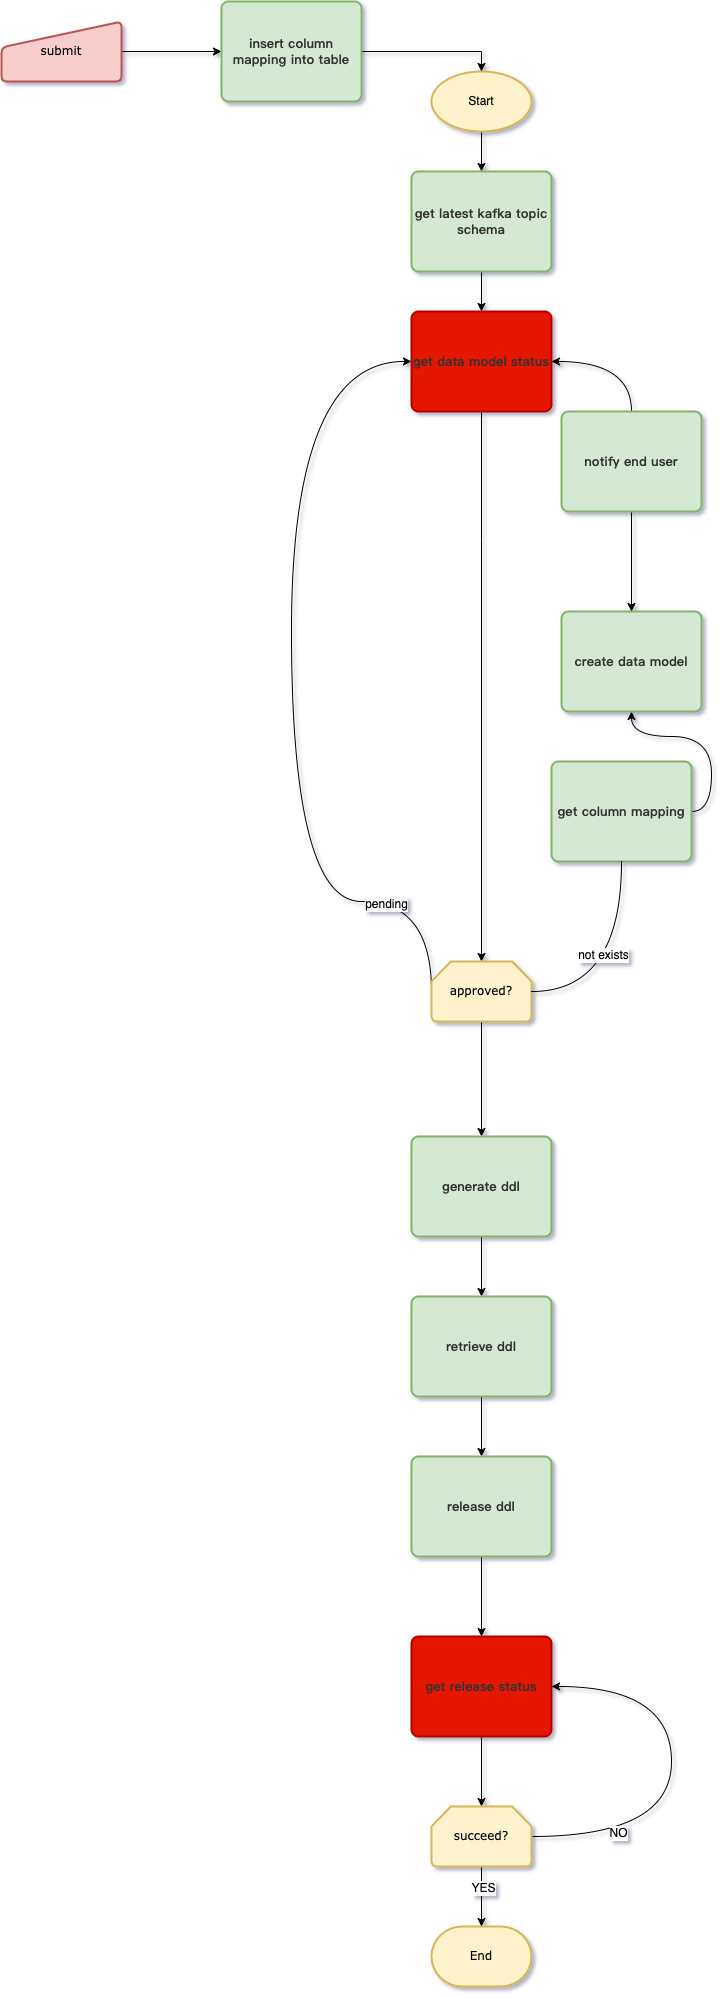 submit
insert column
mapping into table
Start
get latest kafka topic
schema
get data model status
notify end user
create data model
get column mapping
pending
not exists
approved?
generate ddl
retrieve ddl
release ddl
get release status
succeed?
NO
YES
End